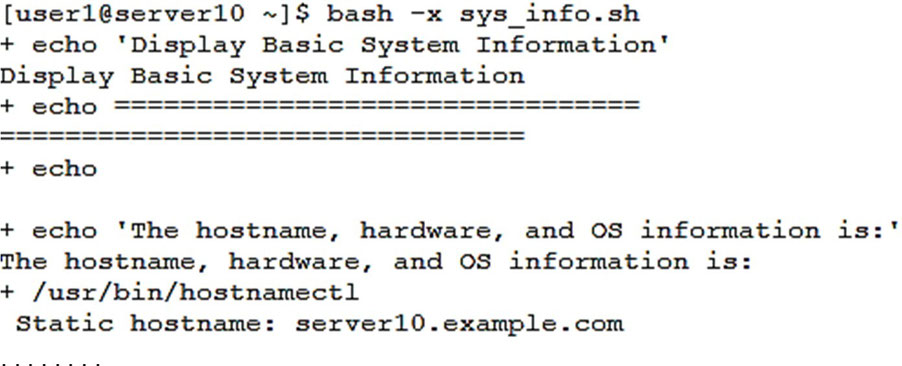 [user1@server10 ~]$ bash -x sys_info.sh
+ echo 'Display Basic System Information'
Display Basic System Information
+ echo ================================
================================
+ echo

+ echo 'The hostname, hardware, and OS information is:'
The hostname, hardware, and OS information is:
+ /usr/bin/hostnamectl
 Static hostname: server10.example.com
........